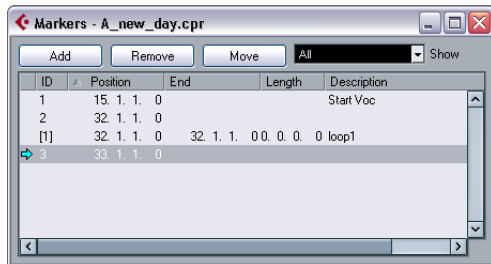 Markers - A_new_day.cpr
Add Remove Move All Show
ID Position End Length Description
1 15. 1. 1. 0 Start Voc
2 32. 1. 1. 0
[1] 32. 1. 1. 0 32. 1. 1. 0 0. 0. 0. 0 loop1
3 33. 1. 1. 0